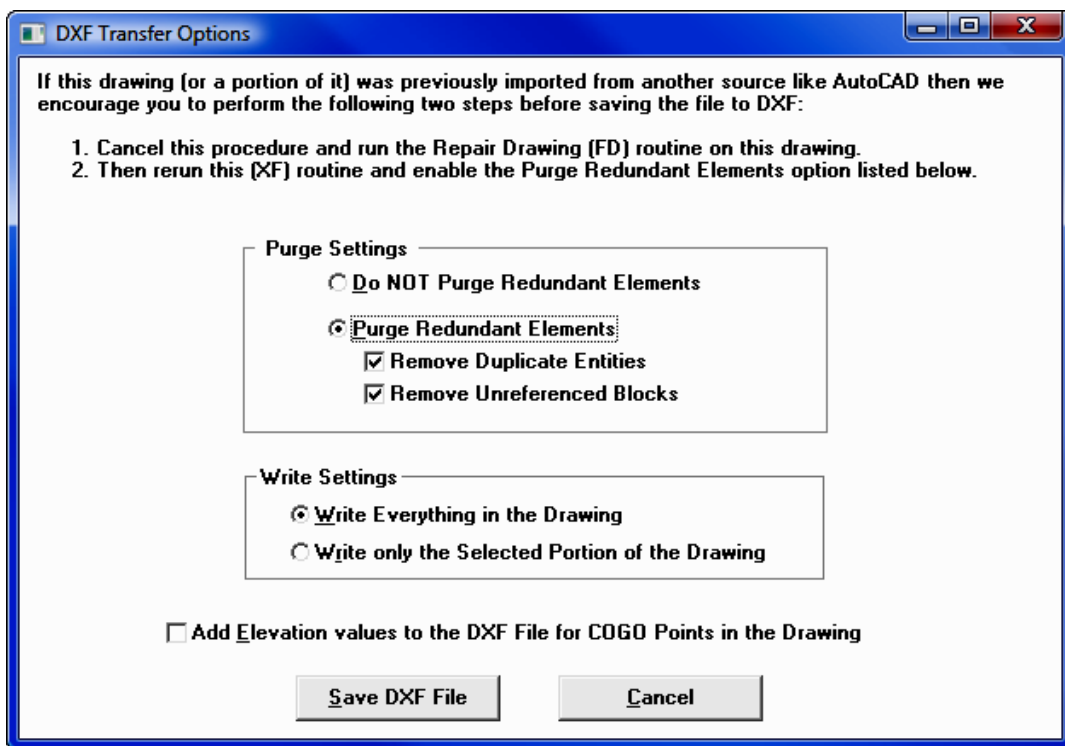 DXF Transfer Options
If this drawing (or a portion of it) was previously imported from another source like AutoCAD then we
encourage you to perform the following two steps before saving the file to DXF:
1. Cancel this procedure and run the Repair Drawing (FD) routine on this drawing.
2. Then rerun this (XF) routine and enable the Purge Redundant Elements option listed below.
Purge Settings
Do NOT Purge Redundant Elements
Purge Redundant Elements
Remove Duplicate Entities
Remove Unreferenced Blocks
Write Settings
Write Everything in the Drawing
Write only the Selected Portion of the Drawing
Add Elevation values to the DXF File for COGO Points in the Drawing
Save DXF File
Cancel